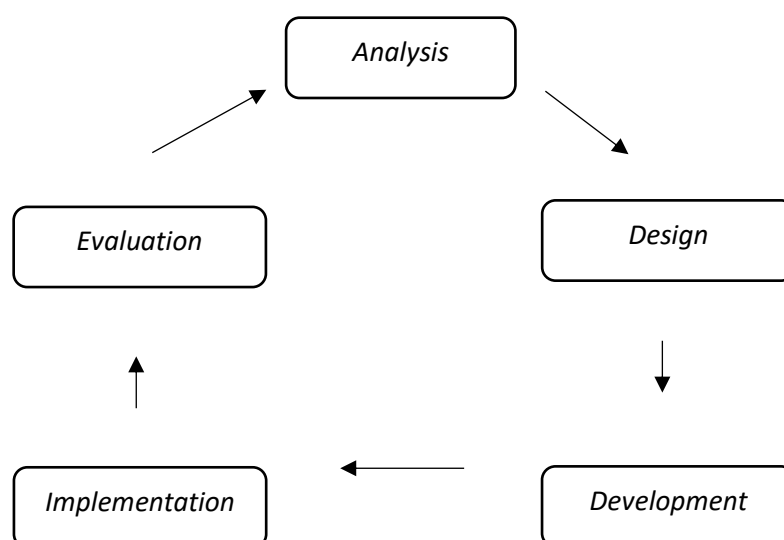 Analysis
Evaluation
Design
Implementation
Development